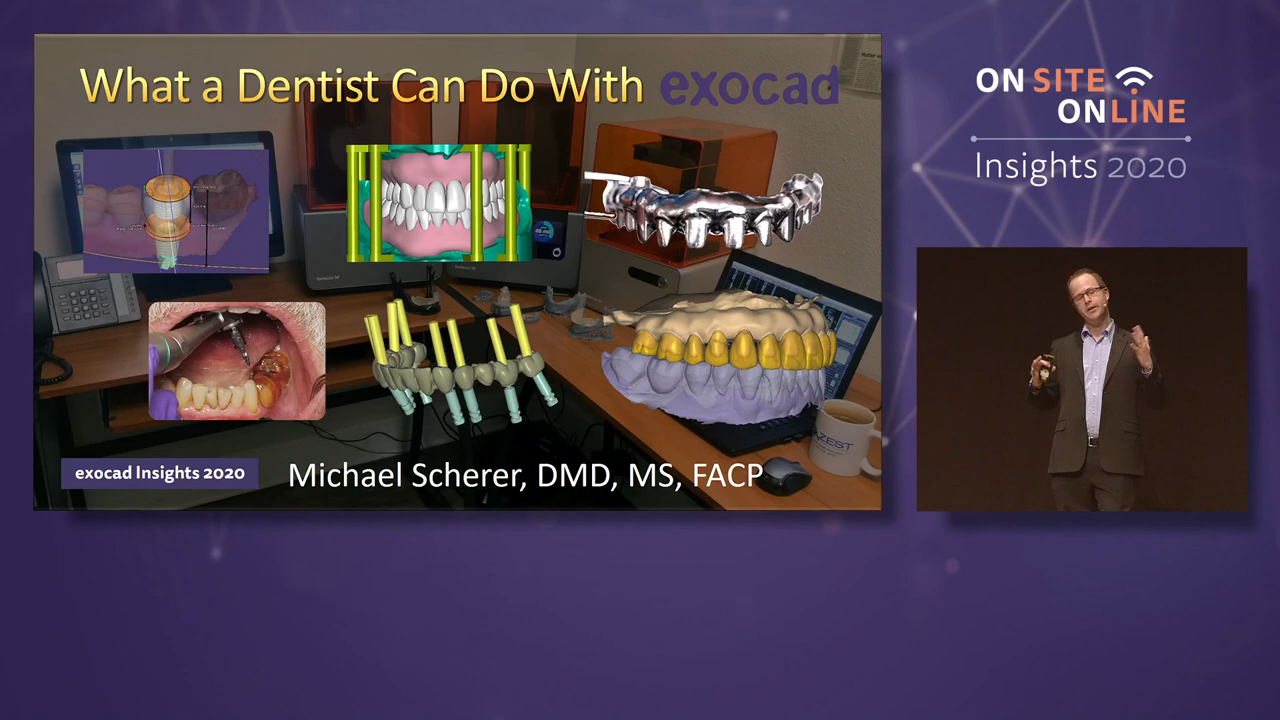 What a Dentist Can Do With exocad
exocad Insights 2020
Michael Scherer, DMD, MS, FACP
ZEST
ON SITE
ONLINE
Insights 2020